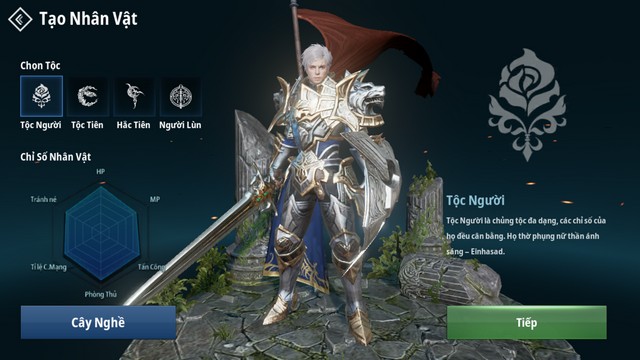 Tạo Nhân Vật
Chọn Tộc
Tộc Người
Tộc Tiên
Hắc Tiên
Người Lùn
Chỉ Số Nhân Vật
HP
Tránh né
MP
Tỉ lệ C.Mạng
Tấn Công
Phòng Thủ
Cây Nghề
Tộc Người
Tộc Người là chủng tộc đa dạng, các chỉ số của
họ đều cân bằng. Họ thờ phụng nữ thần ánh
sáng – Einhasad.
Tiếp